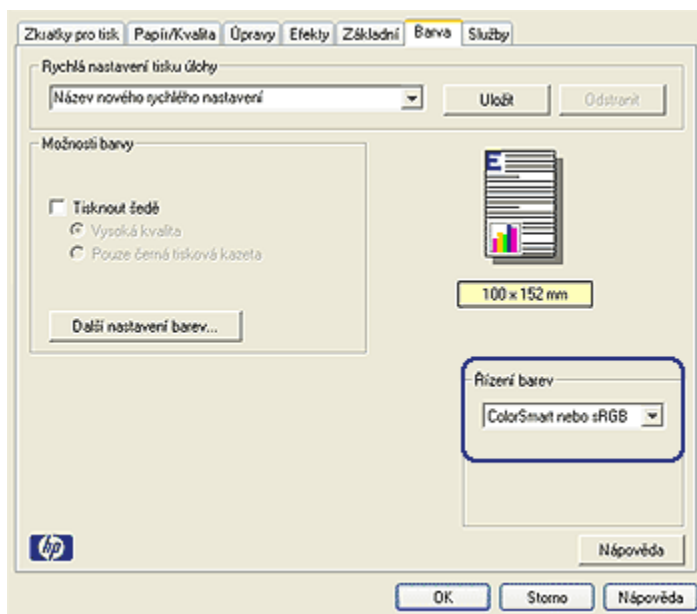 Zkratky pro tisk Papír/Kvalita Úpravy Efekty Základní Barva Služby
Rychlá nastavení tisku úlohy
Název nového rychlého nastavení
Uložit
Odstranit
Možnosti barvy
Tisknout šedě
Vysoká kvalita
Pouze černá tisková kazeta
Další nastavení barev...
E
100 x 152 mm
Řízení barev
ColorSmart nebo sRGB
hp
Nápověda
OK Storno Nápověda